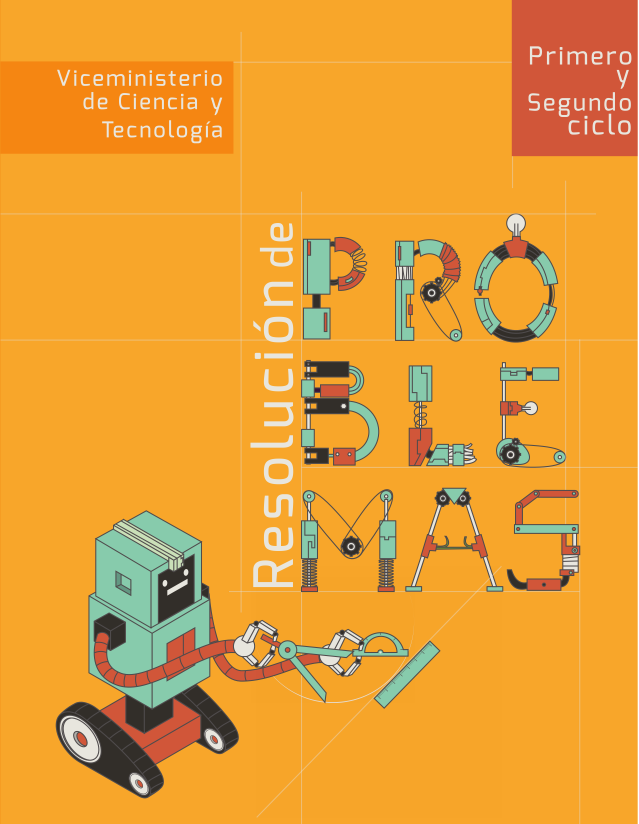 Viceministerio
de Ciencia y
Tecnología
Primero
y
Segundo
ciclo
Resolución de
PRO
BLE
MAS